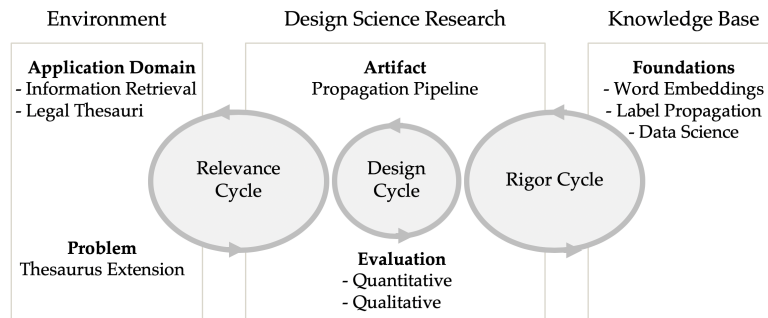 Environment
Application Domain
- Information Retrieval
- Legal Thesauri
Problem
Thesaurus Extension
Relevance
Cycle
Design Science Research
Artifact
Propagation Pipeline
Design
Cycle
Evaluation
- Quantitative
- Qualitative
Rigor Cycle
Knowledge Base
Foundations
- Word Embeddings
- Label Propagation
- Data Science